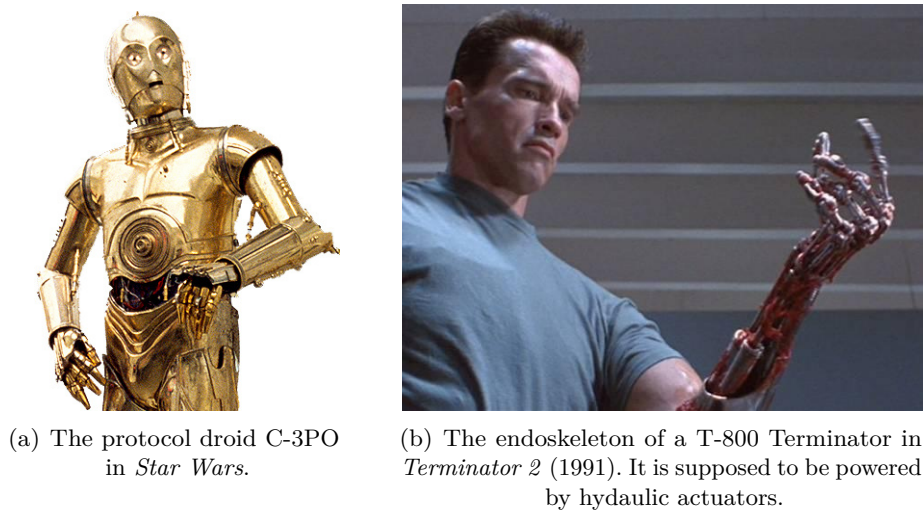 (a) The protocol droid C-3PO
in Star Wars.
(b) The endoskeleton of a T-800 Terminator in
Terminator 2 (1991). It is supposed to be powered
by hydaulic actuators.